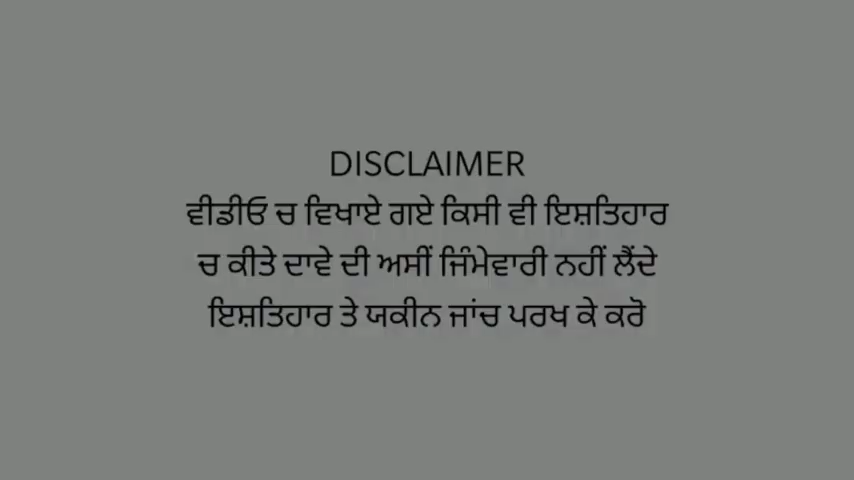 DISCLAIMER
ਵੀਡੀਓ ਚ ਵਿਖਾਏ ਗਏ ਕਿਸੀ ਵੀ ਇਸ਼ਤਿਹਾਰ
ਚ ਕੀਤੇ ਦਾਵੇ ਦੀ ਅਸੀਂ ਜਿੰਮੇਵਾਰੀ ਨਹੀਂ ਲੈਂਦੇ
ਇਸ਼ਤਿਹਾਰ ਤੇ ਯਕੀਨ ਜਾਂਚ ਪਰਖ ਕੇ ਕਰੋ